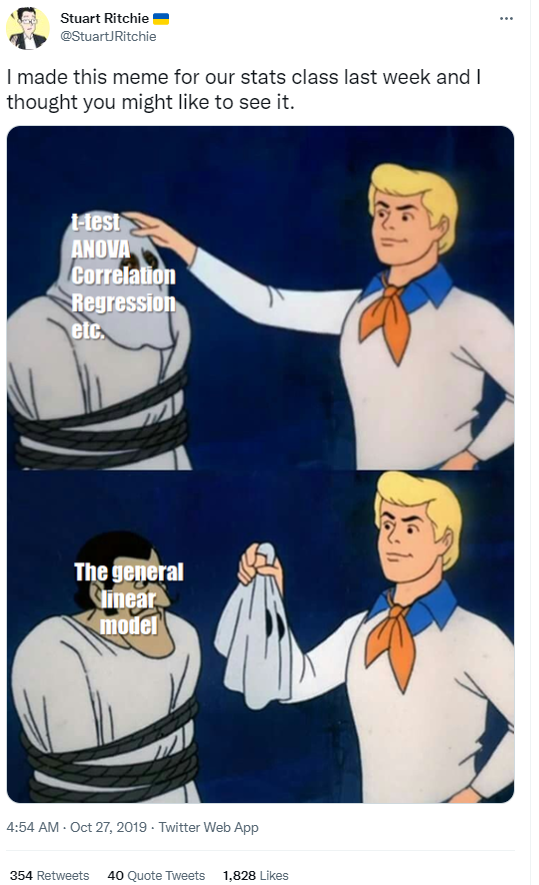 Stuart Ritchie
@StuartJRitchie
I made this meme for our stats class last week and I
thought you might like to see it.
t-test
ANOVA
Correlation
Regression
etc.
The general
linear
model
4:54 AM · Oct 27, 2019 · Twitter Web App
354 Retweets 40 Quote Tweets 1,828 Likes